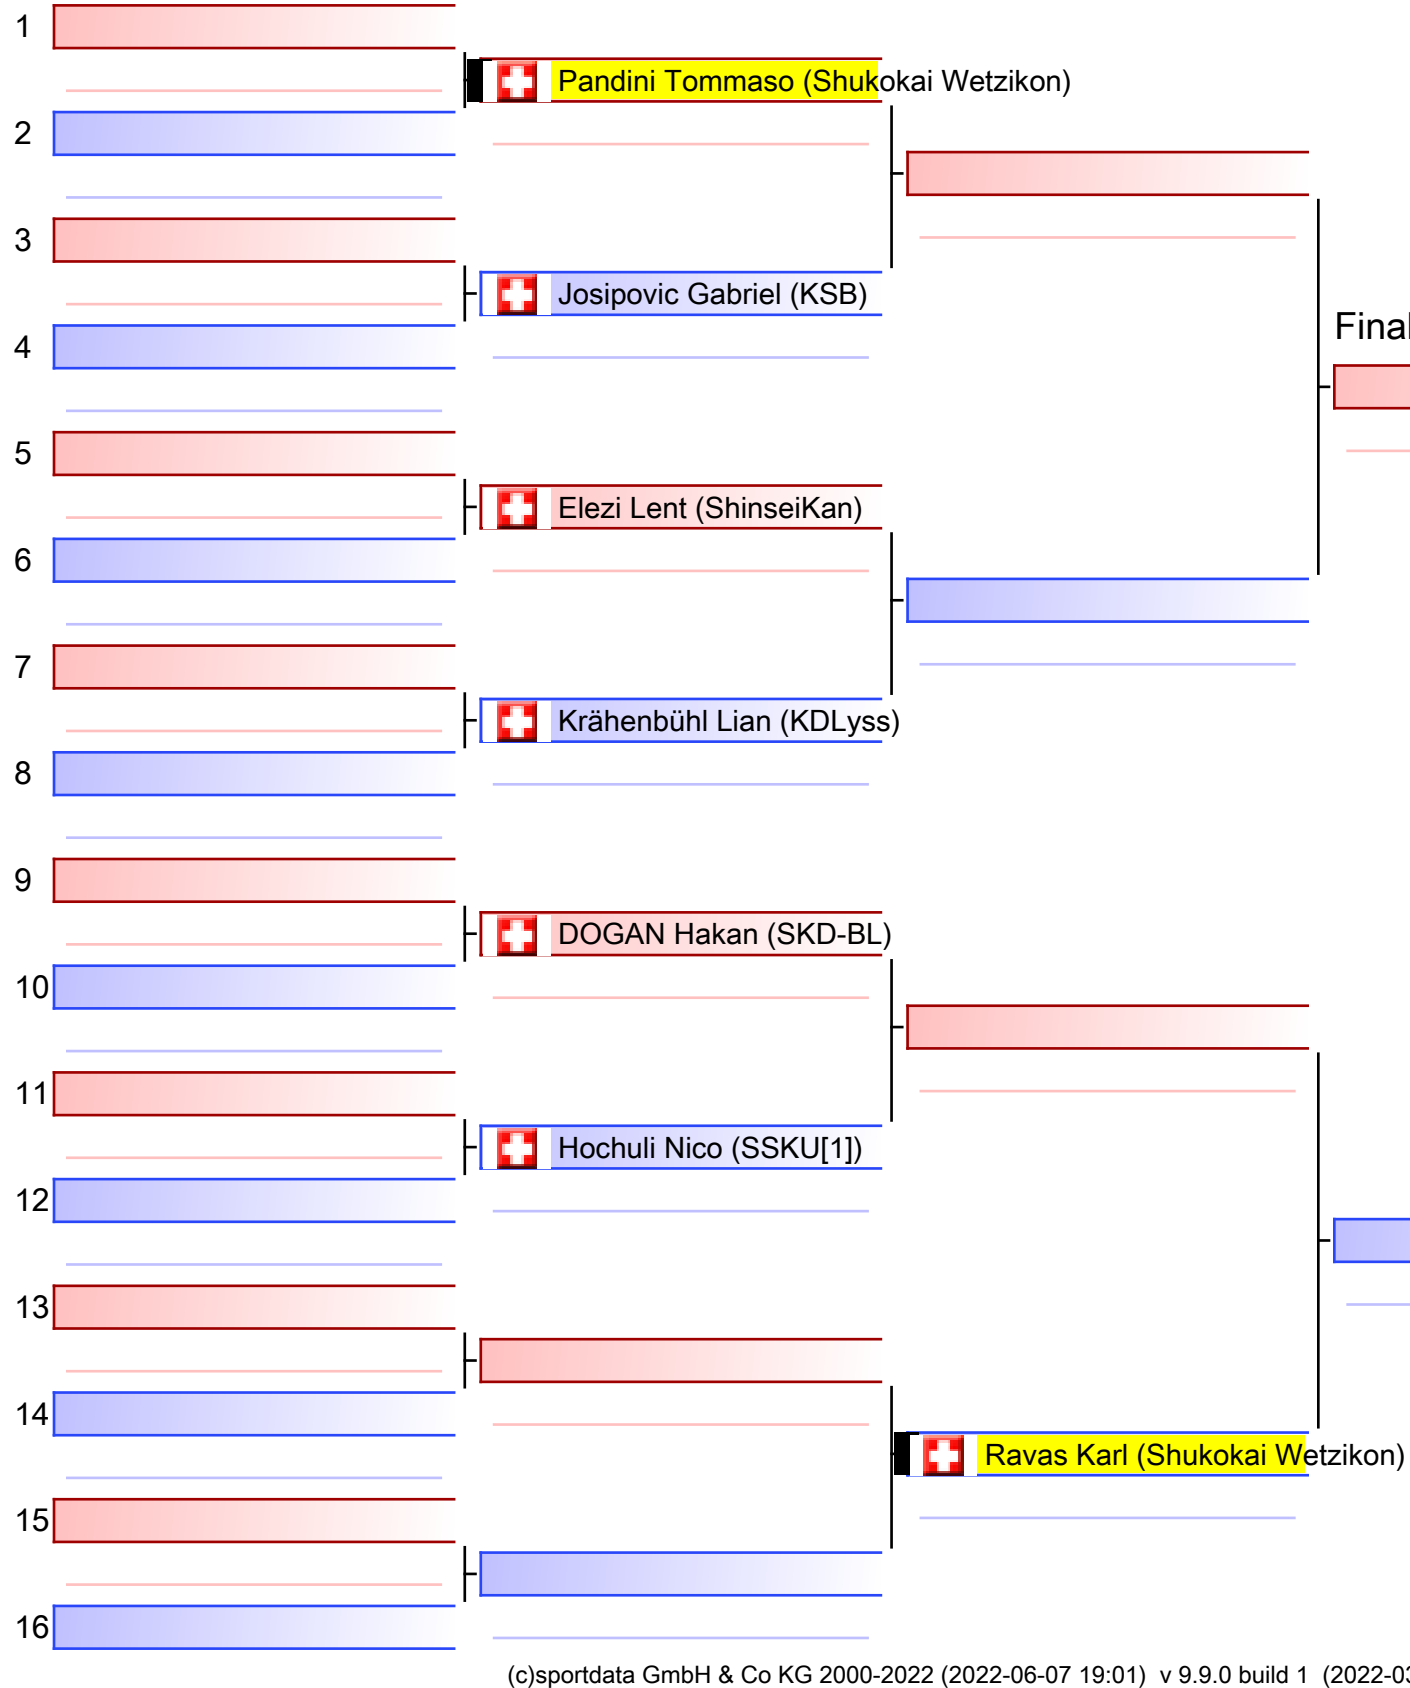 1
Pandini Tommaso (Shukokai Wetzikon)
2
3
Josipovic Gabriel (KSB)
4
Final
5
Elezi Lent (ShinseiKan)
6
7
Krähenbühl Lian (KDLyss)
8
9
DOGAN Hakan (SKD-BL)
10
11
Hochuli Nico (SSKU[1])
12
13
14
Ravas Karl (Shukokai Wetzikon)
15
16
(c)sportdata GmbH & Co KG 2000-2022 (2022-06-07 19:01) v 9.9.0 build 1 (2022-03